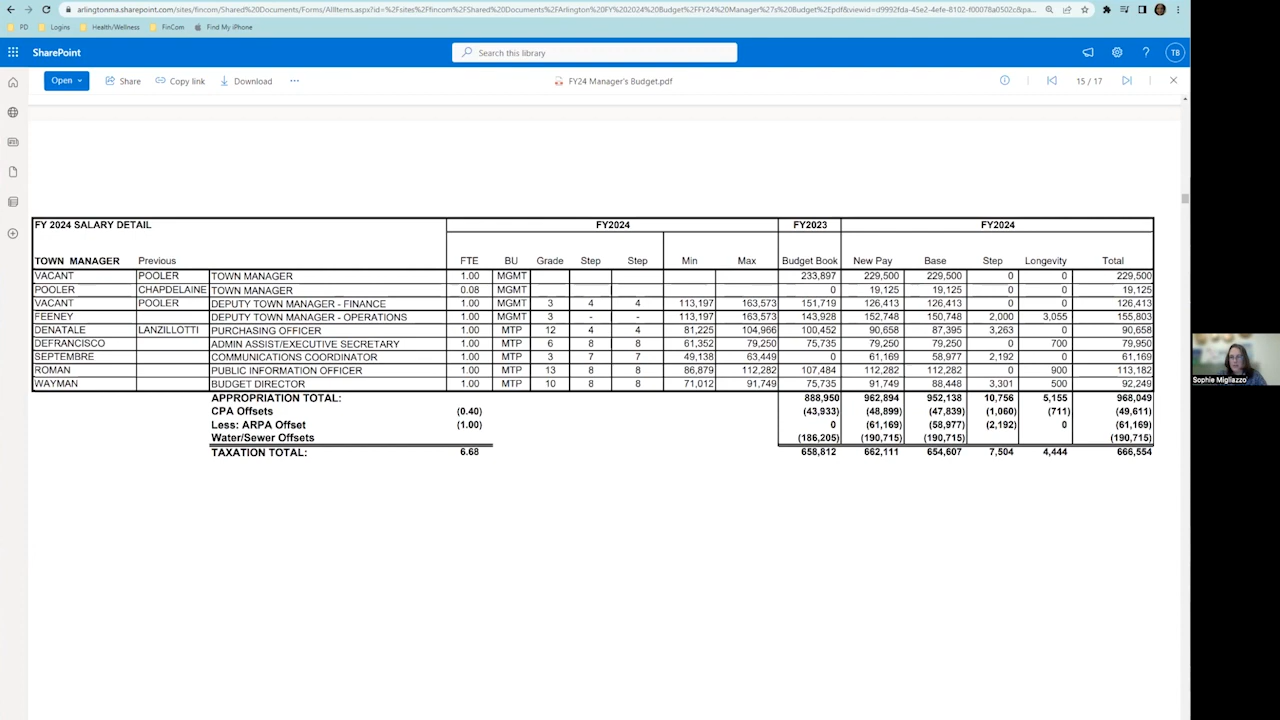 arlingtonma.sharepoint.com/sites/fincom/Shared%20Documents/Forms/AllItems.aspx?id=%2Fsites%2Ffincom%2FShared%20Documents%2FArlington%20FY%202024%20Budget%2FFY24%20Manager%27s%20Budget%2Epdf&viewid=d9992fda-45e2-4efe-8102-f00078a0502c&pa...
PD Logins Health/Wellness FinCom Find My iPhone
SharePoint Search this library ? TB
Open Share Copy link Download ... FY24 Manager's Budget.pdf 15 / 17
FY 2024 SALARY DETAIL FY2024 FY2023 FY2024
TOWN MANAGER Previous FTE BU Grade Step Step Min Max Budget Book New Pay Base Step Longevity Total
VACANT POOLER TOWN MANAGER 1.00 MGMT 233,897 229,500 229,500 0 0 229,500
POOLER CHAPDELAINE TOWN MANAGER 0.08 MGMT 0 19,125 19,125 0 0 19,125
VACANT POOLER DEPUTY TOWN MANAGER - FINANCE 1.00 MGMT 3 4 4 113,197 163,573 151,719 126,413 126,413 0 0 126,413
FEENEY DEPUTY TOWN MANAGER - OPERATIONS 1.00 MGMT 3 - - 113,197 163,573 143,928 152,748 150,748 2,000 3,055 155,803
DENATALE LANZILLOTTI PURCHASING OFFICER 1.00 MTP 12 4 4 81,225 104,966 100,452 90,658 87,395 3,263 0 90,658
DEFRANCISCO ADMIN ASSIST/EXECUTIVE SECRETARY 1.00 MTP 6 8 8 61,352 79,250 75,735 79,250 79,250 0 700 79,950
SEPTEMBRE COMMUNICATIONS COORDINATOR 1.00 MTP 3 7 7 49,138 63,449 0 61,169 58,977 2,192 0 61,169
ROMAN PUBLIC INFORMATION OFFICER 1.00 MTP 13 8 8 86,879 112,282 107,484 112,282 112,282 0 900 113,182
WAYMAN BUDGET DIRECTOR 1.00 MTP 10 8 8 71,012 91,749 75,735 91,749 88,448 3,301 500 92,249
APPROPRIATION TOTAL: 888,950 962,894 952,138 10,756 5,155 968,049
CPA Offsets (0.40) (43,933) (48,899) (47,839) (1,060) (711) (49,611)
Less: ARPA Offset (1.00) 0 (61,169) (58,977) (2,192) 0 (61,169)
Water/Sewer Offsets (186,205) (190,715) (190,715) (190,715)
TAXATION TOTAL: 6.68 658,812 662,111 654,607 7,504 4,444 666,554
Sophie Migliazzo